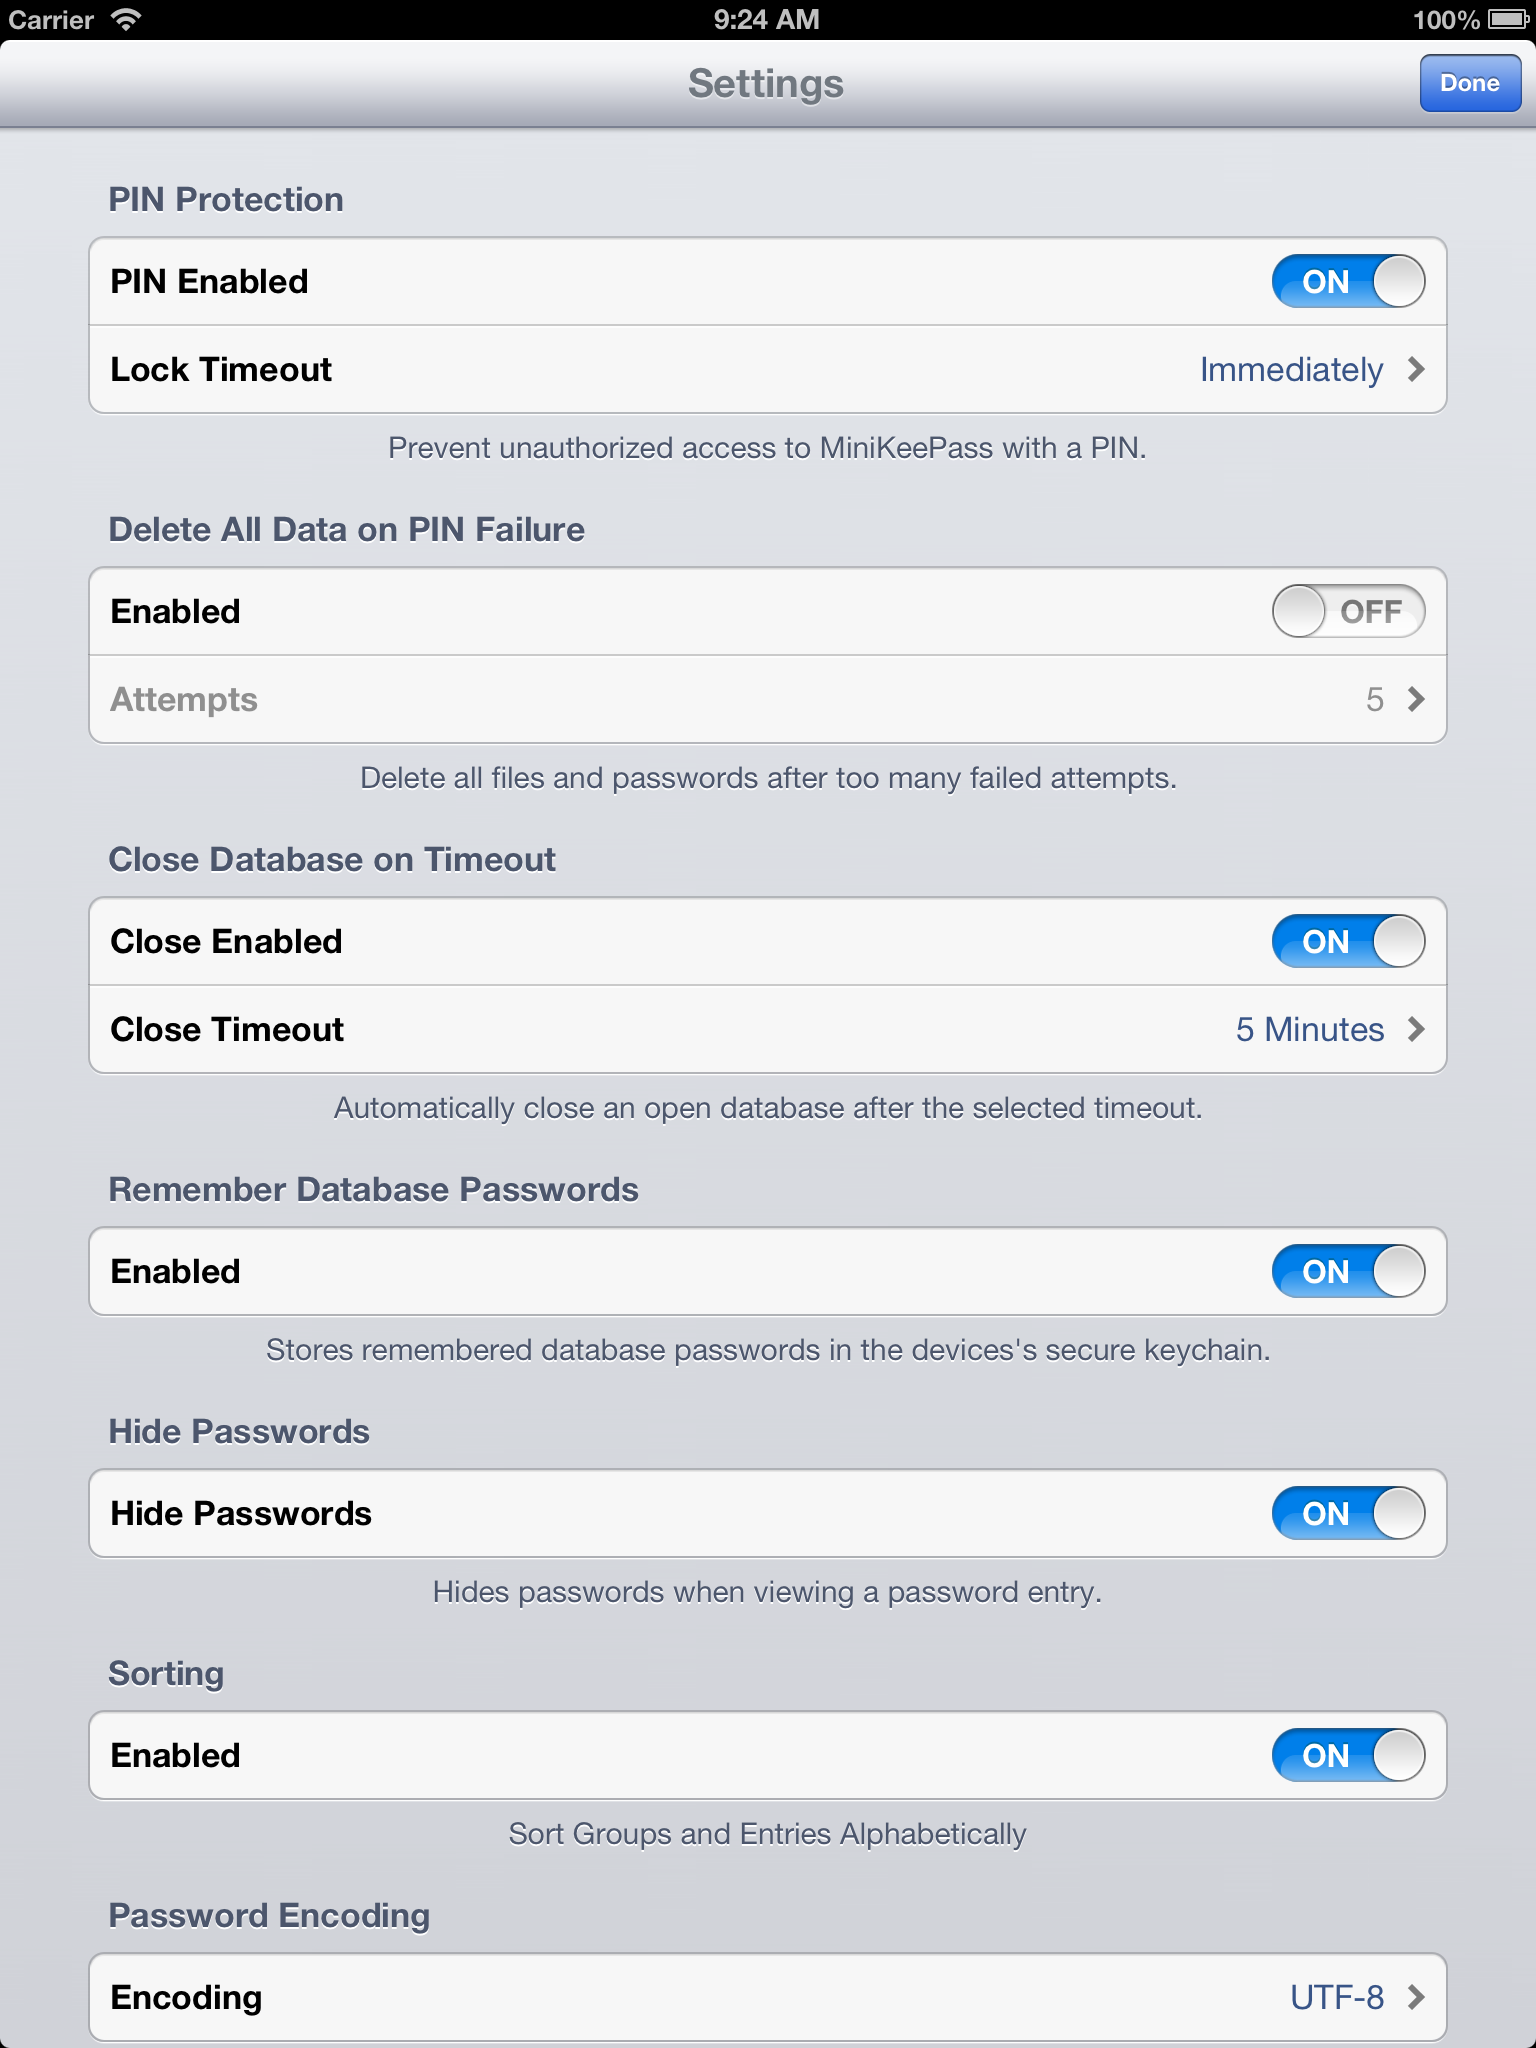 Carrier 9:24 AM 100%
Settings Done
PIN Protection
PIN Enabled ON
Lock Timeout Immediately
Prevent unauthorized access to MiniKeePass with a PIN.
Delete All Data on PIN Failure
Enabled OFF
Attempts 5
Delete all files and passwords after too many failed attempts.
Close Database on Timeout
Close Enabled ON
Close Timeout 5 Minutes
Automatically close an open database after the selected timeout.
Remember Database Passwords
Enabled ON
Stores remembered database passwords in the devices's secure keychain.
Hide Passwords
Hide Passwords ON
Hides passwords when viewing a password entry.
Sorting
Enabled ON
Sort Groups and Entries Alphabetically
Password Encoding
Encoding UTF-8